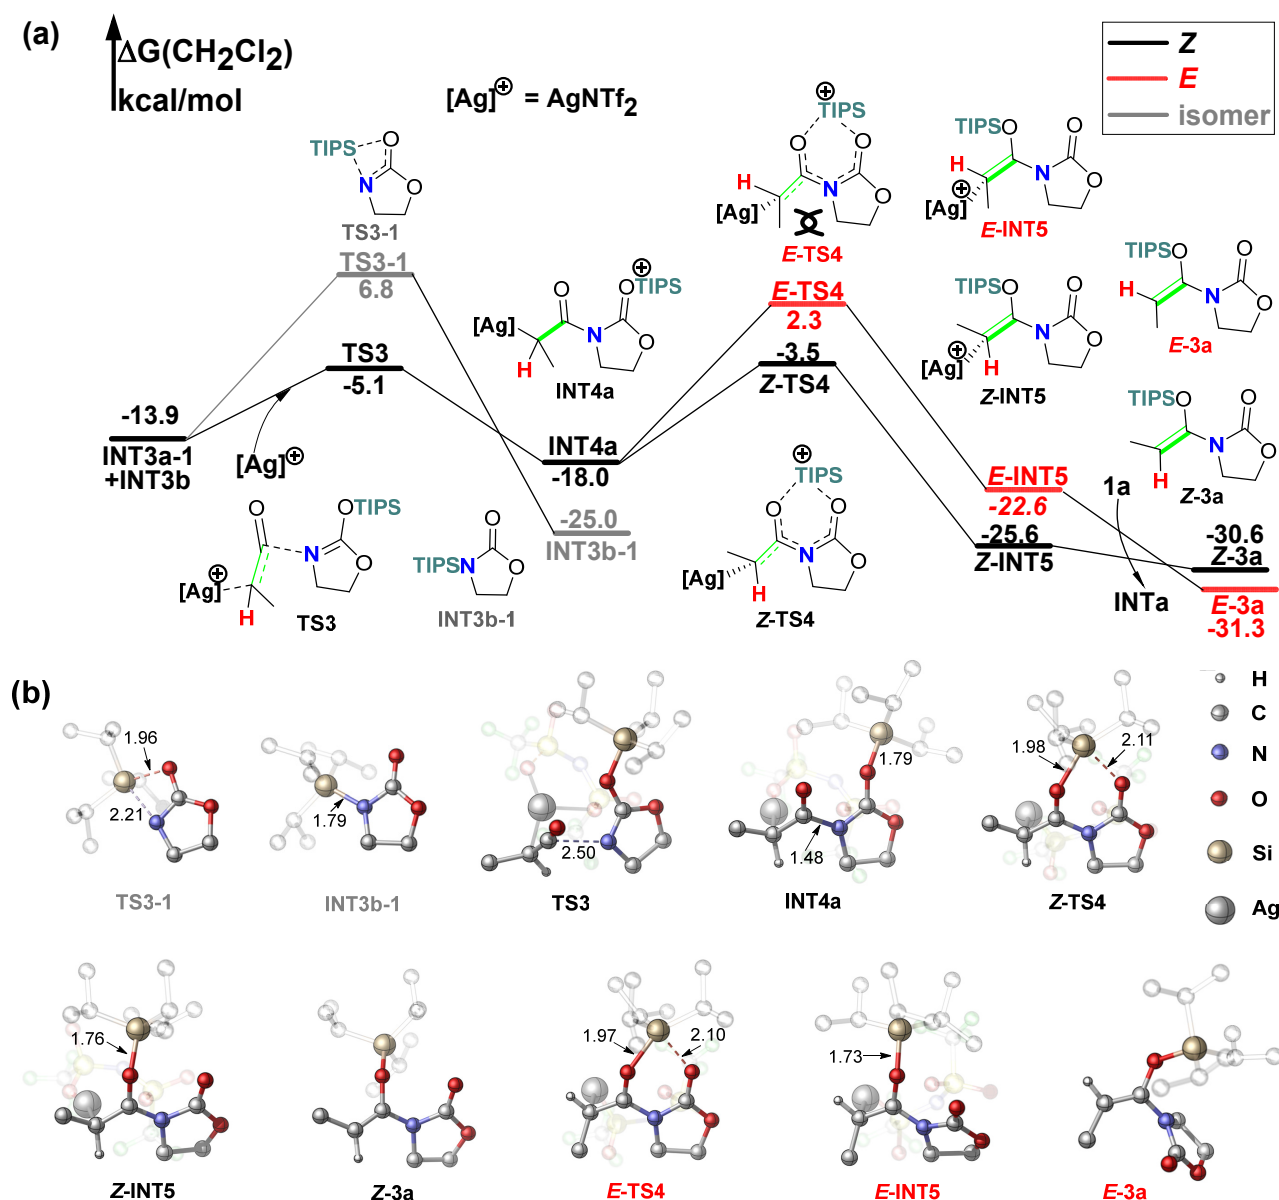 (a)
ΔG(CH2Cl2)
kcal/mol
[Ag]⊕ = AgNTf2
Z
E
isomer
TIPS
O
N
O
TS3-1
TS3-1
6.8
⊕
TIPS
O
O
N
O
H
[Ag]
E-TS4
E-TS4
2.3
-3.5
Z-TS4
TIPSO
O
H
N
O
⊕
[Ag]
E-INT5
TIPSO
O
H
N
O
E-3a
O
O
⊕
TIPS
[Ag]
N
O
H
INT4a
TIPSO
O
N
O
⊕
[Ag]
H
Z-INT5
TIPSO
O
N
O
H
Z-3a
TS3
-5.1
-13.9
INT3a-1
+INT3b
[Ag]⊕
INT4a
-18.0
-25.0
INT3b-1
E-INT5
-22.6
-25.6
Z-INT5
1a
INTa
-30.6
Z-3a
E-3a
-31.3
O
OTIPS
N
O
⊕
[Ag]
H
TS3
O
TIPS
N
O
INT3b-1
⊕
TIPS
O
O
N
O
[Ag]
H
Z-TS4
(b)
1.96
2.21
TS3-1
1.79
INT3b-1
2.50
TS3
1.79
1.48
INT4a
1.98
2.11
Z-TS4
H
C
N
O
Si
Ag
1.76
Z-INT5
Z-3a
1.97
2.10
E-TS4
1.73
E-INT5
E-3a